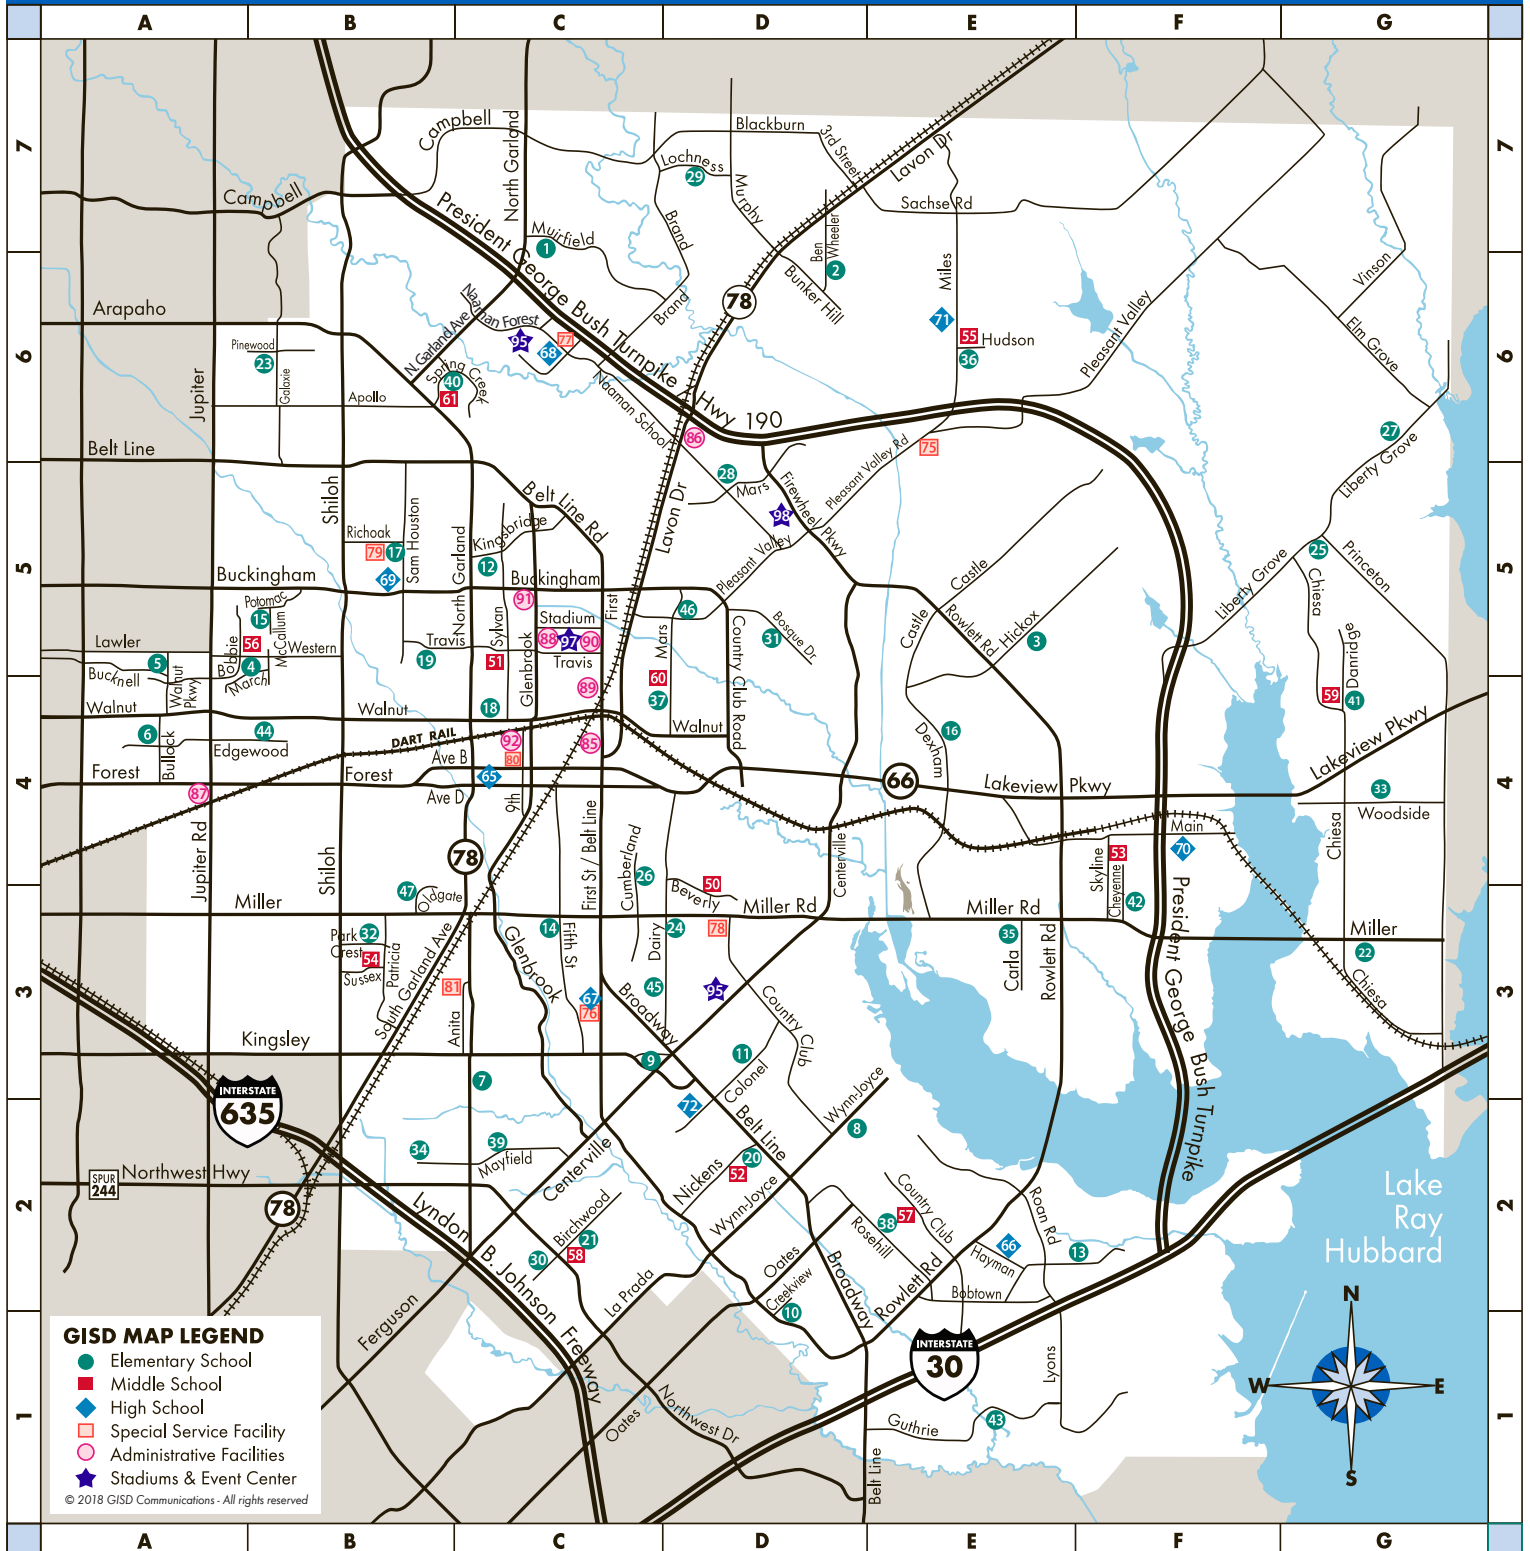 A B C D E F G
7 7
Campbell
North Garland
Blackburn
3rd Street
Lavon Dr
Lochness
29
Murphy
Campbell
President George Bush Turnpike Hwy 190
Sachse Rd
Muirfield
1
Brand
Ben Wheeler
2
Miles
Bunker Hill
Vinson
78
Brand
Arapaho
Naaman Forest
N. Garland Ave
95
77
68
71
55
Hudson
36
Pleasant Valley
Elm Grove
6 6
Pinewood
23
Galaxie
Spring Creek
40
61
Jupiter
Apollo
Naaman School
86
75
27
Belt Line
Liberty Grove
28
Mars
Firewheel Pkwy
Pleasant Valley Rd
Shiloh
Sam Houston
Belt Line Rd
Lavon Dr
98
Richoak
79
17
North Garland
Kingsbridge
12
Pleasant Valley
Castle
25
Princeton
5 5
Buckingham
69
Buckingham
91
Liberty Grove
Chiesa
Potomac
15
McCallum
Sylvan
Stadium
First
46
Bosque Dr
31
Castle
Rowlett Rd
Hickox
3
Lawler
56
Bobbie
Western
Travis
19
51
88
97
90
Travis
Mars
Country Club Road
Danridge
5
Bucknell
Walnut Pkwy
4
March
Glenbrook
89
60
37
59
41
Walnut
Walnut
18
Walnut
16
Dexham
6
Bullock
44
Edgewood
DART RAIL
92
85
Lakeview Pkwy
Forest
Forest
Ave B
80
65
66
Lakeview Pkwy
4 4
87
Ave D
9th
33
Woodside
Jupiter Rd
Shiloh
78
First St / Belt Line
Cumberland
Centerville
Main
70
Chiesa
Skyline
53
Cheyenne
42
26
50
Beverly
47
Oldgate
Miller
Miller Rd
Miller Rd
Miller
Park Crest
32
54
Sussex
Patricia
South Garland Ave
14
Fifth St
Glenbrook
Dairy
24
78
35
Carla
Rowlett Rd
22
Chiesa
3 3
81
Anita
67
76
45
Broadway
95
Country Club
President George Bush Turnpike
Kingsley
9
11
Colonel
7
INTERSTATE
635
72
Wynn-Joyce
8
Belt Line
34
39
Mayfield
Centerville
20
52
Nickens
Wynn-Joyce
SPUR
244
Northwest Hwy
78
2 2
Lyndon B. Johnson Freeway
Birchwood
21
58
30
Country Club
57
38
Rosehill
Roan Rd
66
Hayman
13
Lake
Ray
Hubbard
Oates
Broadway
Rowlett Rd
Bobtown
La Prada
Creekview
10
Ferguson
INTERSTATE
30
Lyons
N
W E
S
1 1
Oates
Northwest Dr
Guthrie
43
Belt Line
GISD MAP LEGEND
Elementary School
Middle School
High School
Special Service Facility
Administrative Facilities
Stadiums & Event Center
© 2018 GISD Communications - All rights reserved
A B C D E F G